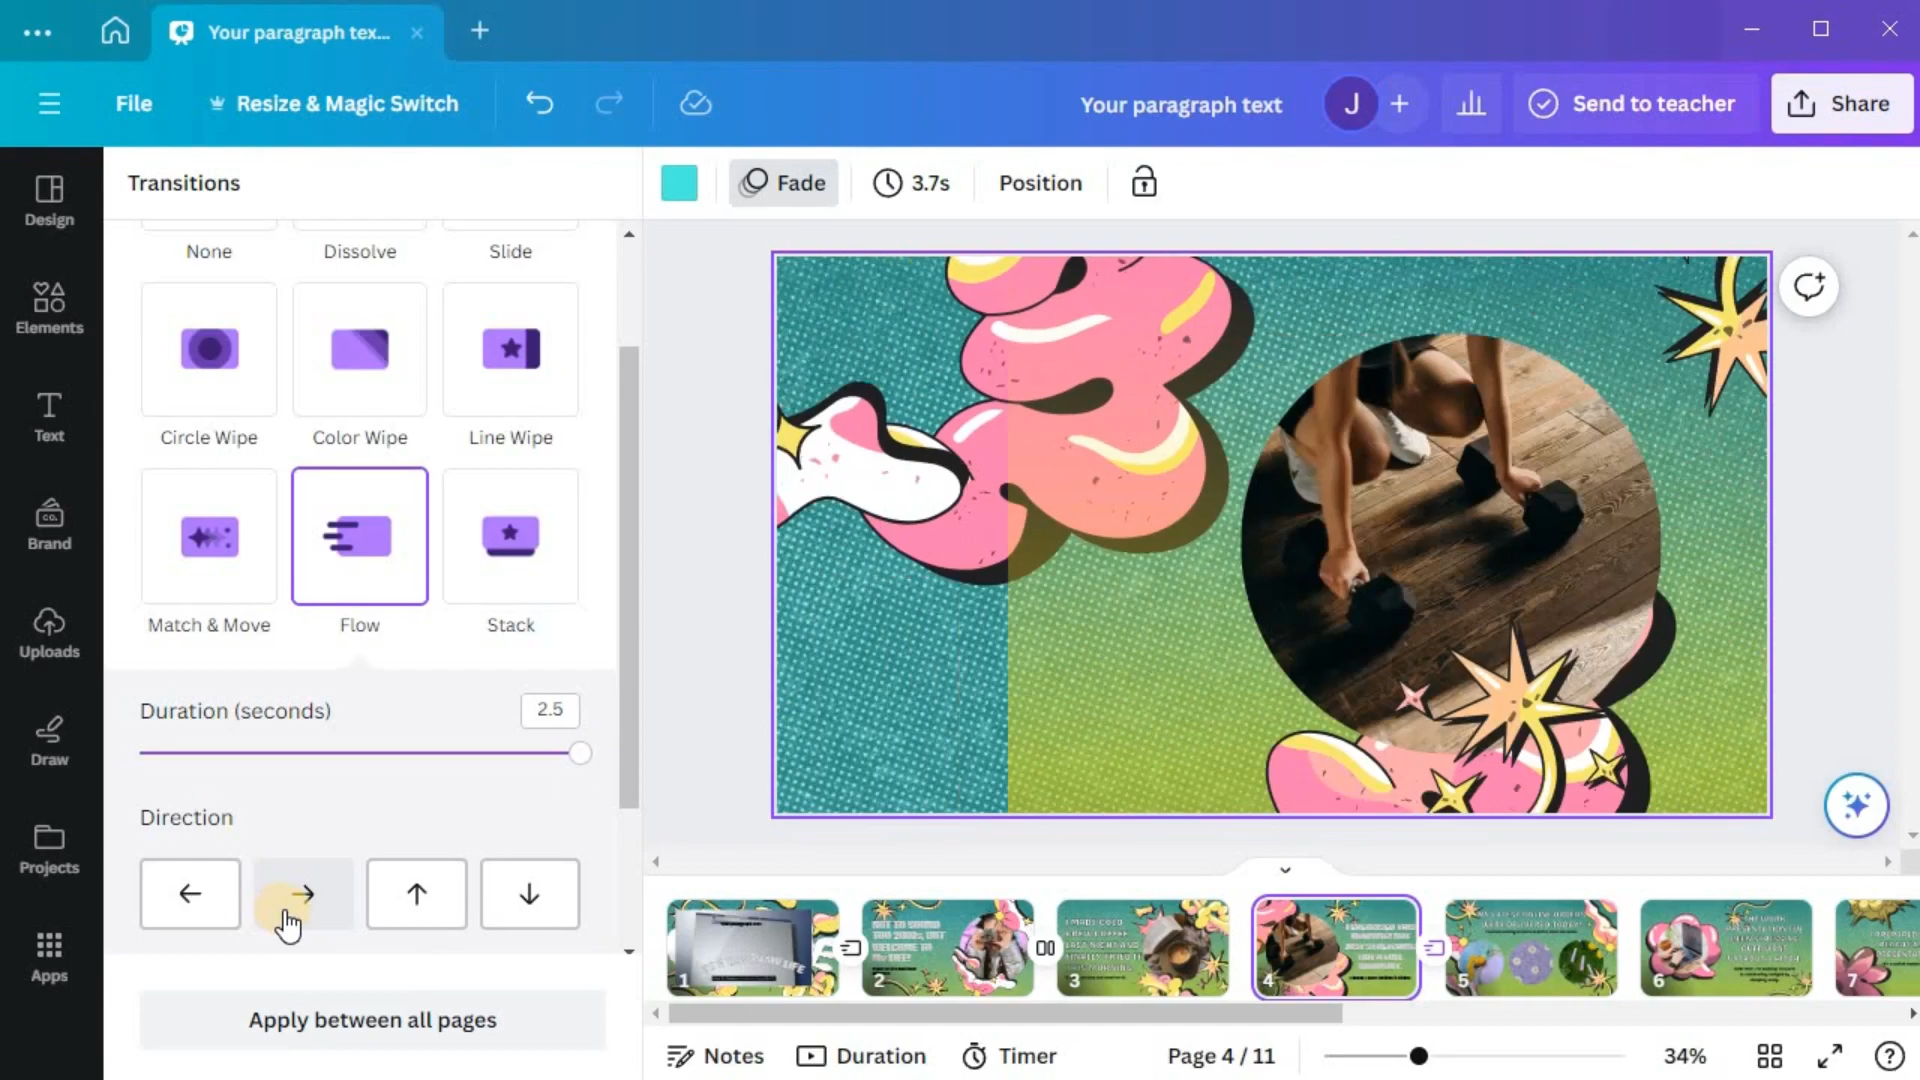 Your paragraph tex...
File
Resize & Magic Switch
Your paragraph text
J
Send to teacher
Share
Transitions
Fade
3.7s
Position
Design
Elements
Text
CO.
Brand
Uploads
Draw
Projects
Apps
None
Dissolve
Slide
Circle Wipe
Color Wipe
Line Wipe
Match & Move
Flow
Stack
Duration (seconds)
2.5
Direction
Apply between all pages
1
2
3
4
5
6
7
Notes
Duration
Timer
Page 4 / 11
34%